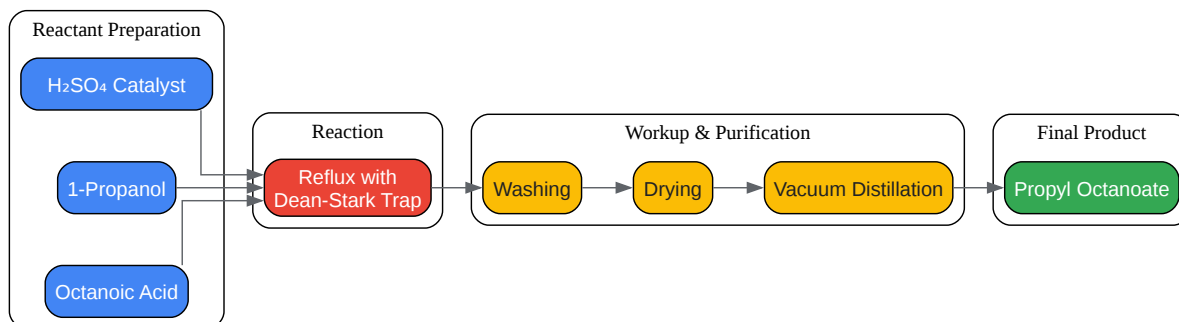 Reactant Preparation
H₂SO₄ Catalyst
1-Propanol
Octanoic Acid
Reaction
Reflux with
Dean-Stark Trap
Workup & Purification
Washing
Drying
Vacuum Distillation
Final Product
Propyl Octanoate